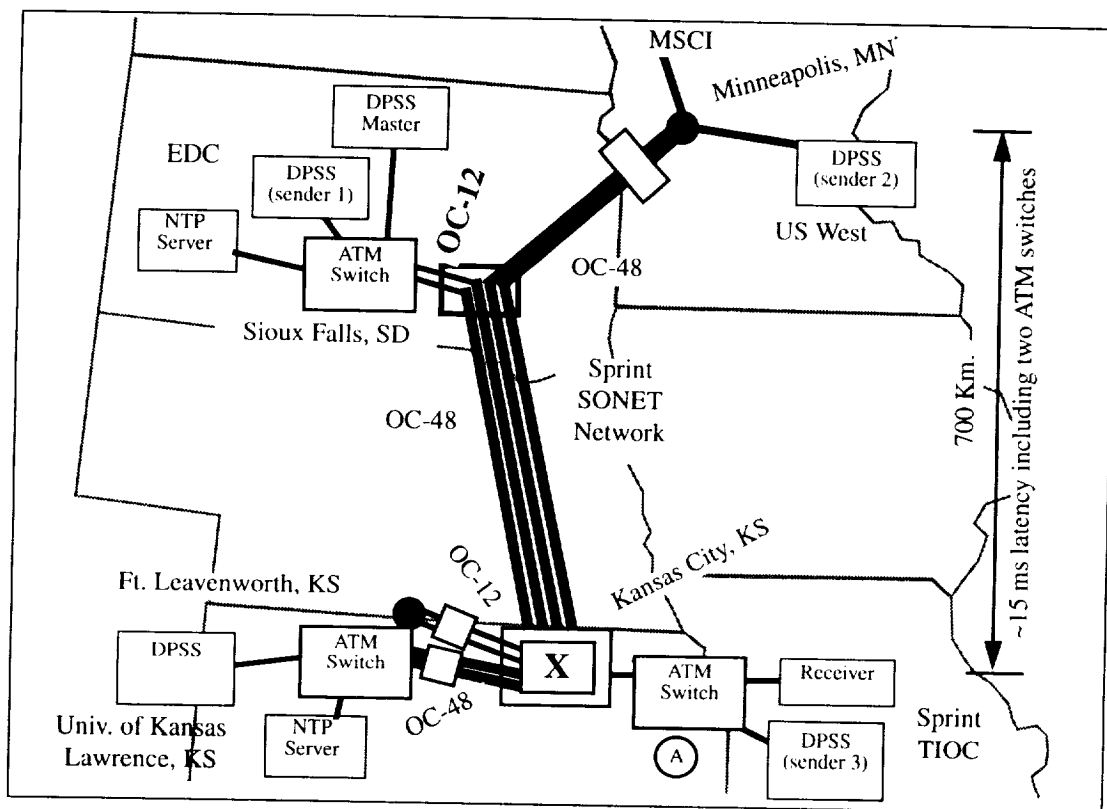 MSCI
Minneapolis, MN
DPSS
Master
EDC
DPSS
(sender 1)
OC-12
DPSS
(sender 2)
NTP
Server
ATM
Switch
US West
OC-48
Sioux Falls, SD
Sprint
SONET
Network
OC-48
700 Km.
~15 ms latency including two ATM switches
OC-12
Kansas City, KS
Ft. Leavenworth, KS
DPSS
ATM
Switch
X
ATM
Switch
Receiver
OC-48
Univ. of Kansas
Lawrence, KS
NTP
Server
A
DPSS
(sender 3)
Sprint
TIOC